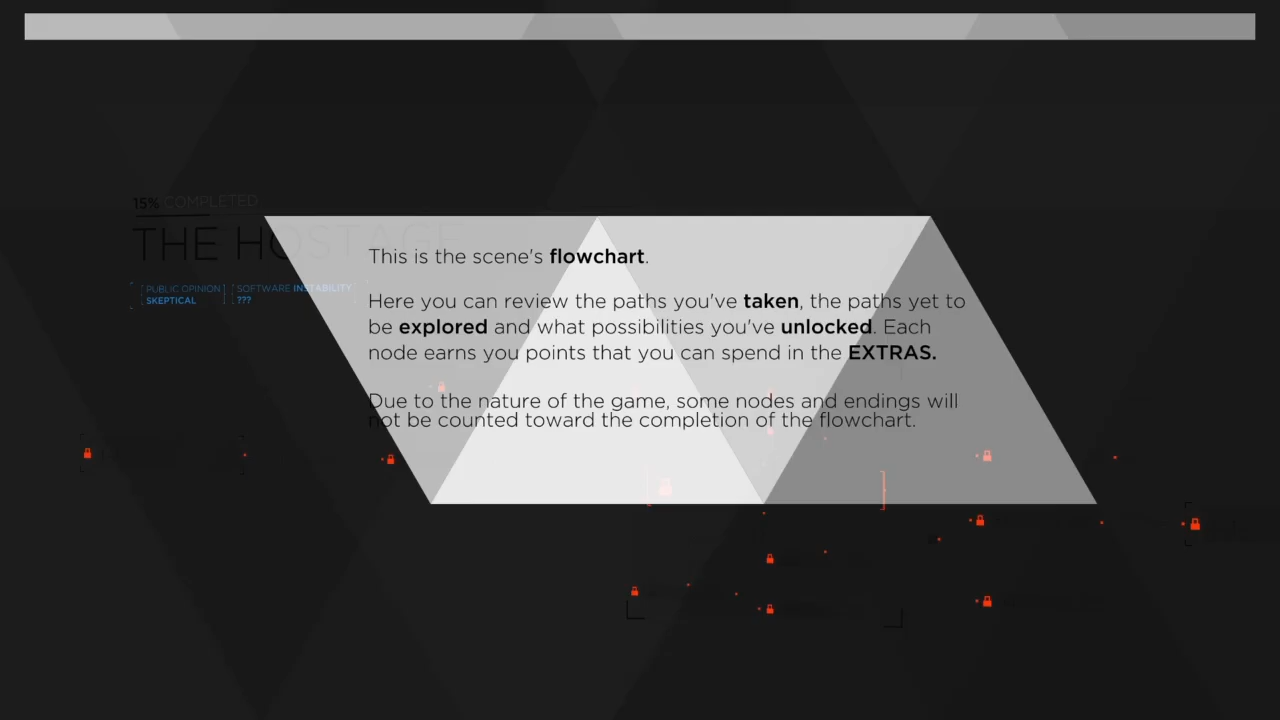 15% COMPLETED
THE HOSTAGE
PUBLIC OPINION
SKEPTICAL
SOFTWARE INSTABILITY
???
This is the scene's flowchart.
Here you can review the paths you've taken, the paths yet to
be explored and what possibilities you've unlocked. Each
node earns you points that you can spend in the EXTRAS.
Due to the nature of the game, some nodes and endings will
not be counted toward the completion of the flowchart.